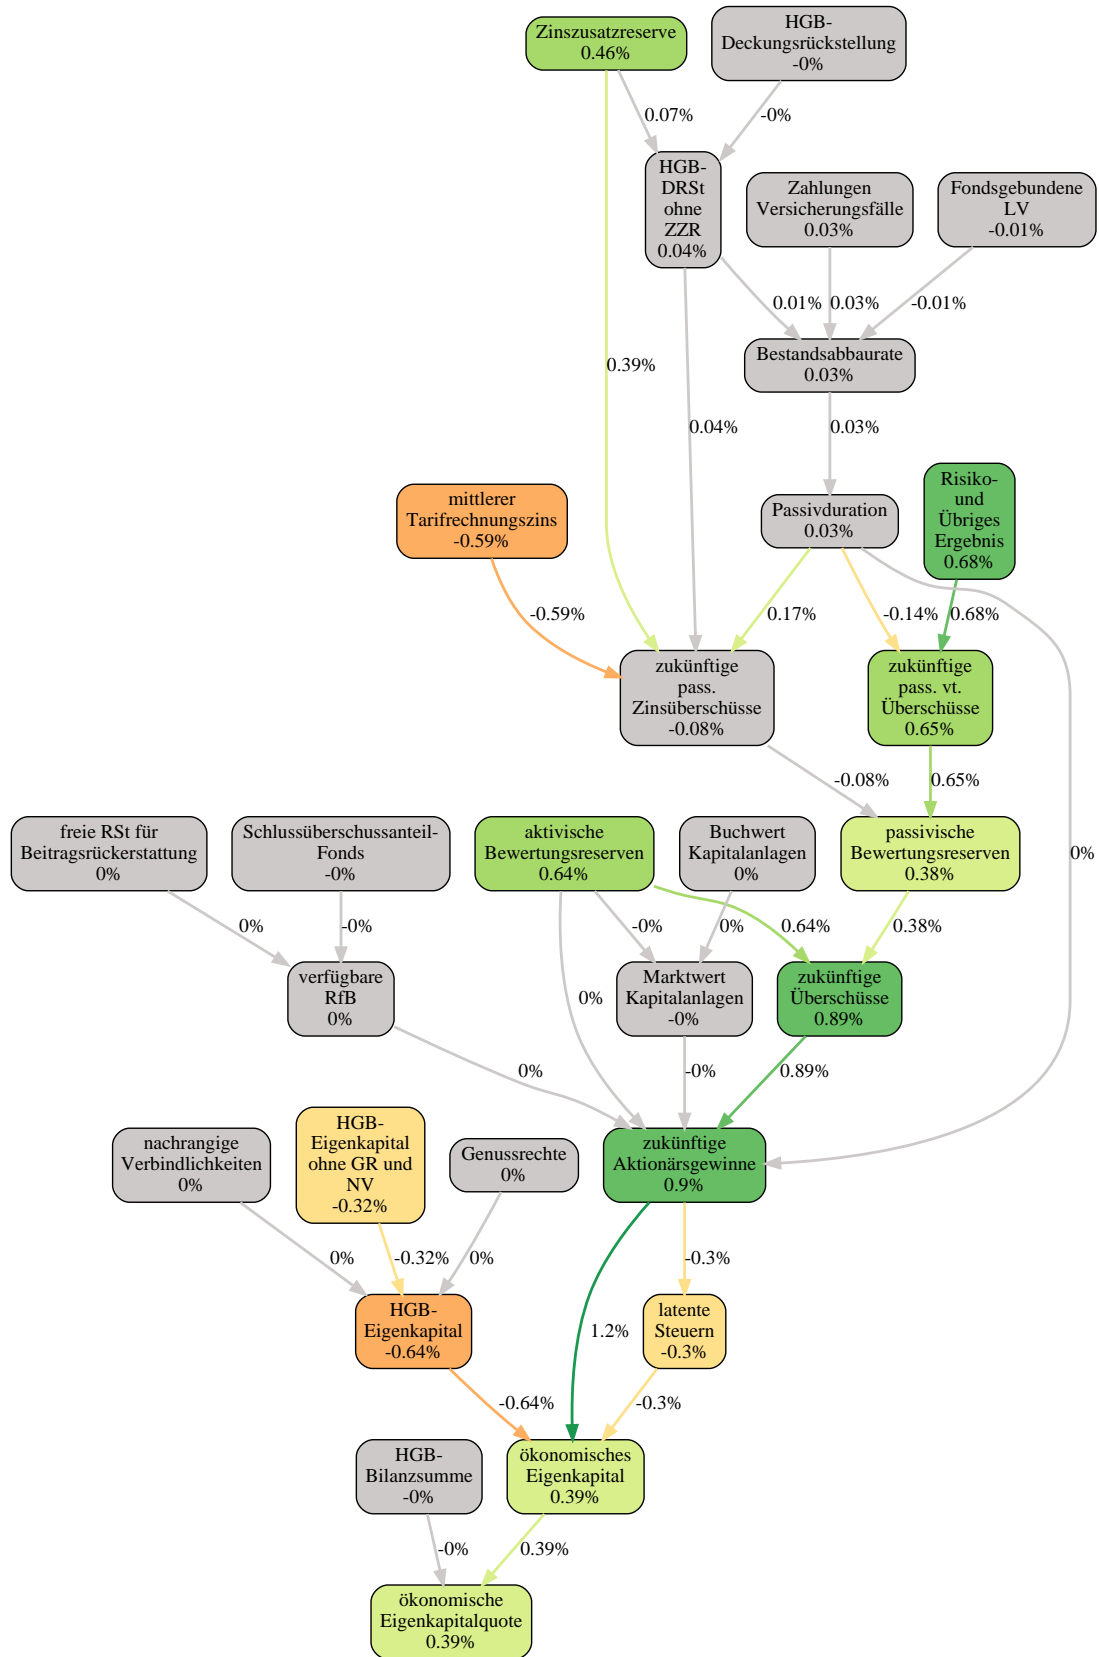 Zinszusatzreserve
0.46%
HGB-
Deckungsrückstellung
-0%
0.07%
-0%
HGB-
DRSt
ohne
ZZR
0.04%
Zahlungen
Versicherungsfälle
0.03%
Fondsgebundene
LV
-0.01%
0.01%
0.03%
-0.01%
Bestandsabbaurate
0.03%
0.39%
0.04%
0.03%
mittlerer
Tarifrechnungszins
-0.59%
Passivduration
0.03%
Risiko-
und
Übriges
Ergebnis
0.68%
-0.59%
0.17%
-0.14%
0.68%
zukünftige
pass.
Zinsüberschüsse
-0.08%
zukünftige
pass. vt.
Überschüsse
0.65%
-0.08%
0.65%
0%
freie RSt für
Beitragsrückerstattung
0%
Schlussüberschussanteil-
Fonds
-0%
aktivische
Bewertungsreserven
0.64%
Buchwert
Kapitalanlagen
0%
passivische
Bewertungsreserven
0.38%
0%
-0%
0%
-0%
0%
0.64%
0.38%
verfügbare
RfB
0%
Marktwert
Kapitalanlagen
-0%
zukünftige
Überschüsse
0.89%
0%
-0%
0.89%
nachrangige
Verbindlichkeiten
0%
HGB-
Eigenkapital
ohne GR und
NV
-0.32%
Genussrechte
0%
zukünftige
Aktionärsgewinne
0.9%
0%
-0.32%
0%
-0.3%
HGB-
Eigenkapital
-0.64%
1.2%
latente
Steuern
-0.3%
-0.64%
-0.3%
HGB-
Bilanzsumme
-0%
ökonomisches
Eigenkapital
0.39%
-0%
0.39%
ökonomische
Eigenkapitalquote
0.39%